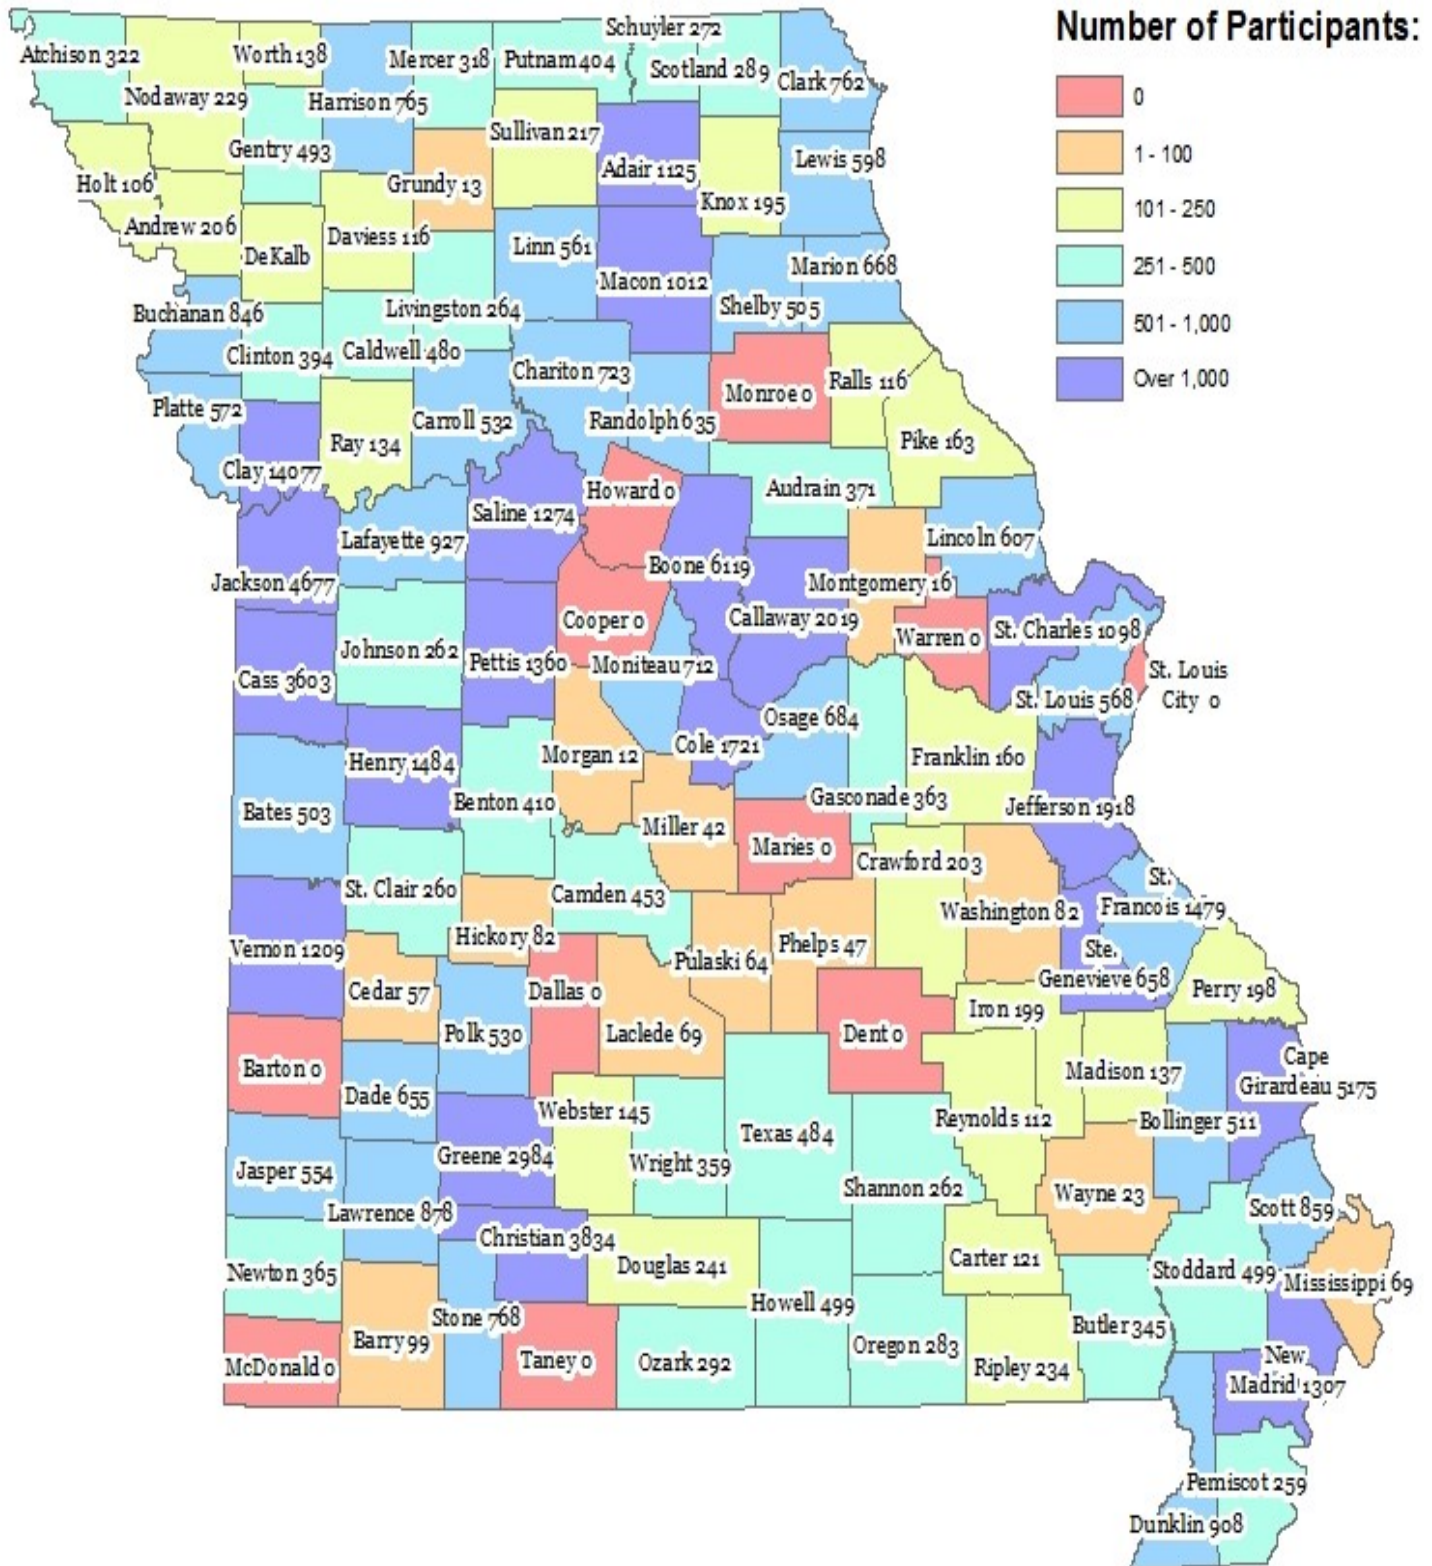 Number of Participants:
0
1 - 100
101 - 250
251 - 500
501 - 1,000
Over 1,000
Schuyler 272
Atchison 322
Worth 138
Mercer 318
Putnam 404
Scotland 289
Clark 762
Nodaway 229
Harrison 765
Sullivan 217
Gentry 493
Adair 1125
Lewis 598
Holt 106
Grundy 13
Knox 195
Andrew 206
Daviess 116
DeKalb
Linn 561
Macon 1012
Marion 668
Buchanan 846
Livingston 264
Shelby 505
Clinton 394
Caldwell 480
Chariton 723
Monroe 0
Ralls 116
Platte 572
Carroll 532
Randolph 635
Ray 134
Pike 163
Clay 14077
Howard 0
Audrain 371
Saline 1274
Lafayette 927
Lincoln 607
Boone 6119
Jackson 4677
Montgomery 16
Cooper 0
Callaway 2019
Warren 0
St. Charles 1098
Johnson 262
Pettis 1360
Moniteau 712
St. Louis
City 0
Cass 3603
St. Louis 568
Osage 684
Cole 1721
Henry 1484
Morgan 12
Franklin 160
Benton 410
Gasconade 363
Jefferson 1918
Bates 503
Miller 42
Maries 0
Crawford 203
St. Clair 260
Camden 453
St.
Francois 1479
Washington 82
Hickory 82
Vernon 1209
Pulaski 64
Phelps 47
Ste.
Genevieve 658
Cedar 57
Dallas 0
Perry 198
Iron 199
Polk 530
Laclede 69
Dent 0
Barton 0
Madison 137
Cape
Girardeau 5175
Dade 655
Webster 145
Reynolds 112
Bollinger 511
Texas 484
Greene 2984
Wright 359
Jasper 554
Shannon 262
Wayne 23
Lawrence 878
Scott 859
Christian 3834
Newton 365
Douglas 241
Carter 121
Stoddard 499
Mississippi 69
Howell 499
Stone 768
Barry 99
Butler 345
Oregon 283
McDonald 0
Taney 0
Ozark 292
Ripley 234
New
Madrid 1307
Pemiscot 259
Dunklin 908